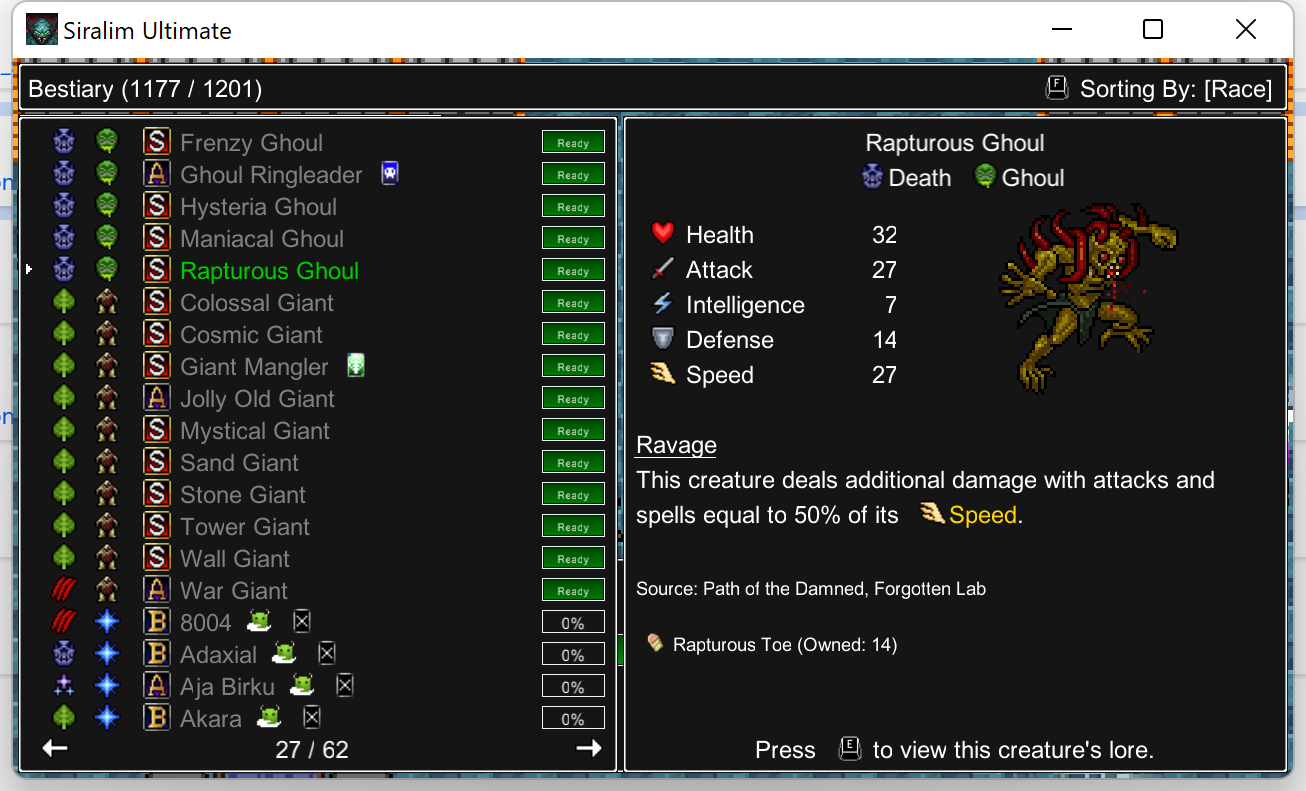 Siralim Ultimate
Bestiary (1177 / 1201)
F Sorting By: [Race]
S Frenzy Ghoul Ready
A Ghoul Ringleader Ready
S Hysteria Ghoul Ready
S Maniacal Ghoul Ready
S Rapturous Ghoul Ready
S Colossal Giant Ready
S Cosmic Giant Ready
S Giant Mangler Ready
A Jolly Old Giant Ready
S Mystical Giant Ready
S Sand Giant Ready
S Stone Giant Ready
S Tower Giant Ready
S Wall Giant Ready
A War Giant Ready
B 8004 0%
B Adaxial 0%
A Aja Birku 0%
B Akara 0%
27 / 62
Rapturous Ghoul
Death Ghoul
Health 32
Attack 27
Intelligence 7
Defense 14
Speed 27
Ravage
This creature deals additional damage with attacks and
spells equal to 50% of its Speed.
Source: Path of the Damned, Forgotten Lab
Rapturous Toe (Owned: 14)
Press E to view this creature's lore.